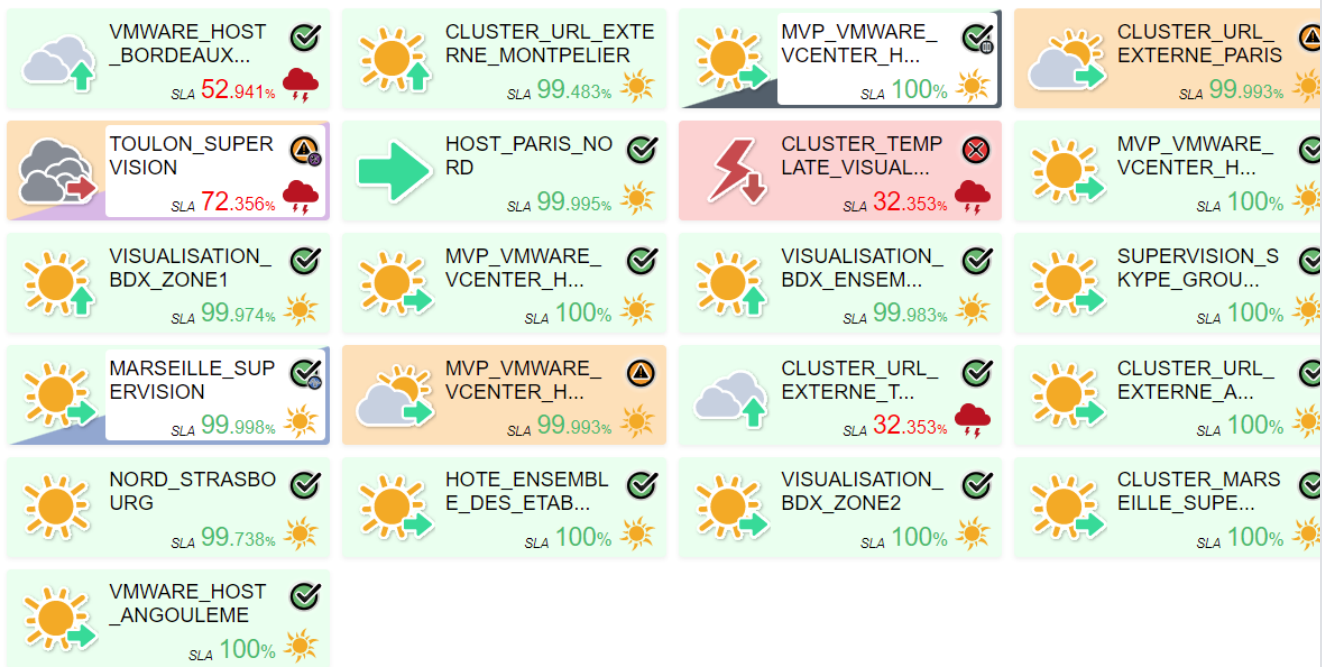 VMWARE_HOST
_BORDEAUX...
SLA 52.941%
CLUSTER_URL_EXTE
RNE_MONTPELIER
SLA 99.483%
MVP_VMWARE_
VCENTER_H...
SLA 100%
CLUSTER_URL_
EXTERNE_PARIS
SLA 99.993%
TOULON_SUPER
VISION
SLA 72.356%
HOST_PARIS_NO
RD
SLA 99.995%
CLUSTER_TEMP
LATE_VISUAL...
SLA 32.353%
MVP_VMWARE_
VCENTER_H...
SLA 100%
VISUALISATION_
BDX_ZONE1
SLA 99.974%
MVP_VMWARE_
VCENTER_H...
SLA 100%
VISUALISATION_
BDX_ENSEM...
SLA 99.983%
SUPERVISION_S
KYPE_GROU...
SLA 100%
MARSEILLE_SUP
ERVISION
SLA 99.998%
MVP_VMWARE_
VCENTER_H...
SLA 99.993%
CLUSTER_URL_
EXTERNE_T...
SLA 32.353%
CLUSTER_URL_
EXTERNE_A...
SLA 100%
NORD_STRASBO
URG
SLA 99.738%
HOTE_ENSEMBL
E_DES_ETAB...
SLA 100%
VISUALISATION_
BDX_ZONE2
SLA 100%
CLUSTER_MARS
EILLE_SUPE...
SLA 100%
VMWARE_HOST
_ANGOULEME
SLA 100%